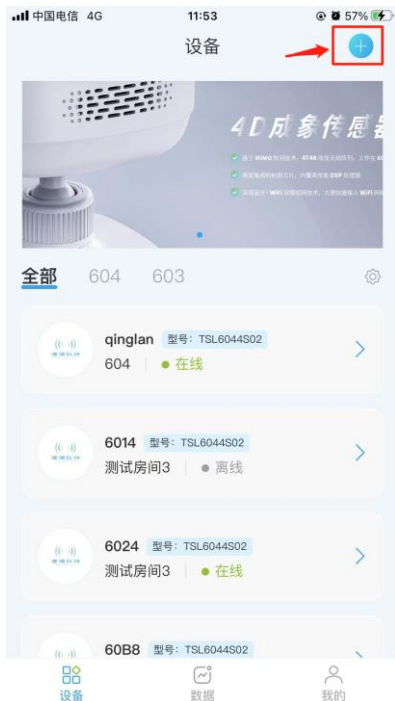 中国电信 4G 11:53 57%
设备
4D成象传感器
全部 604 603
qinglan 型号：TSL6044S02
604 在线
6014 型号：TSL6044S02
测试房间3 离线
6024 型号：TSL6044S02
测试房间3 在线
60B8 型号：TSL6044S02
设备 数据 我的